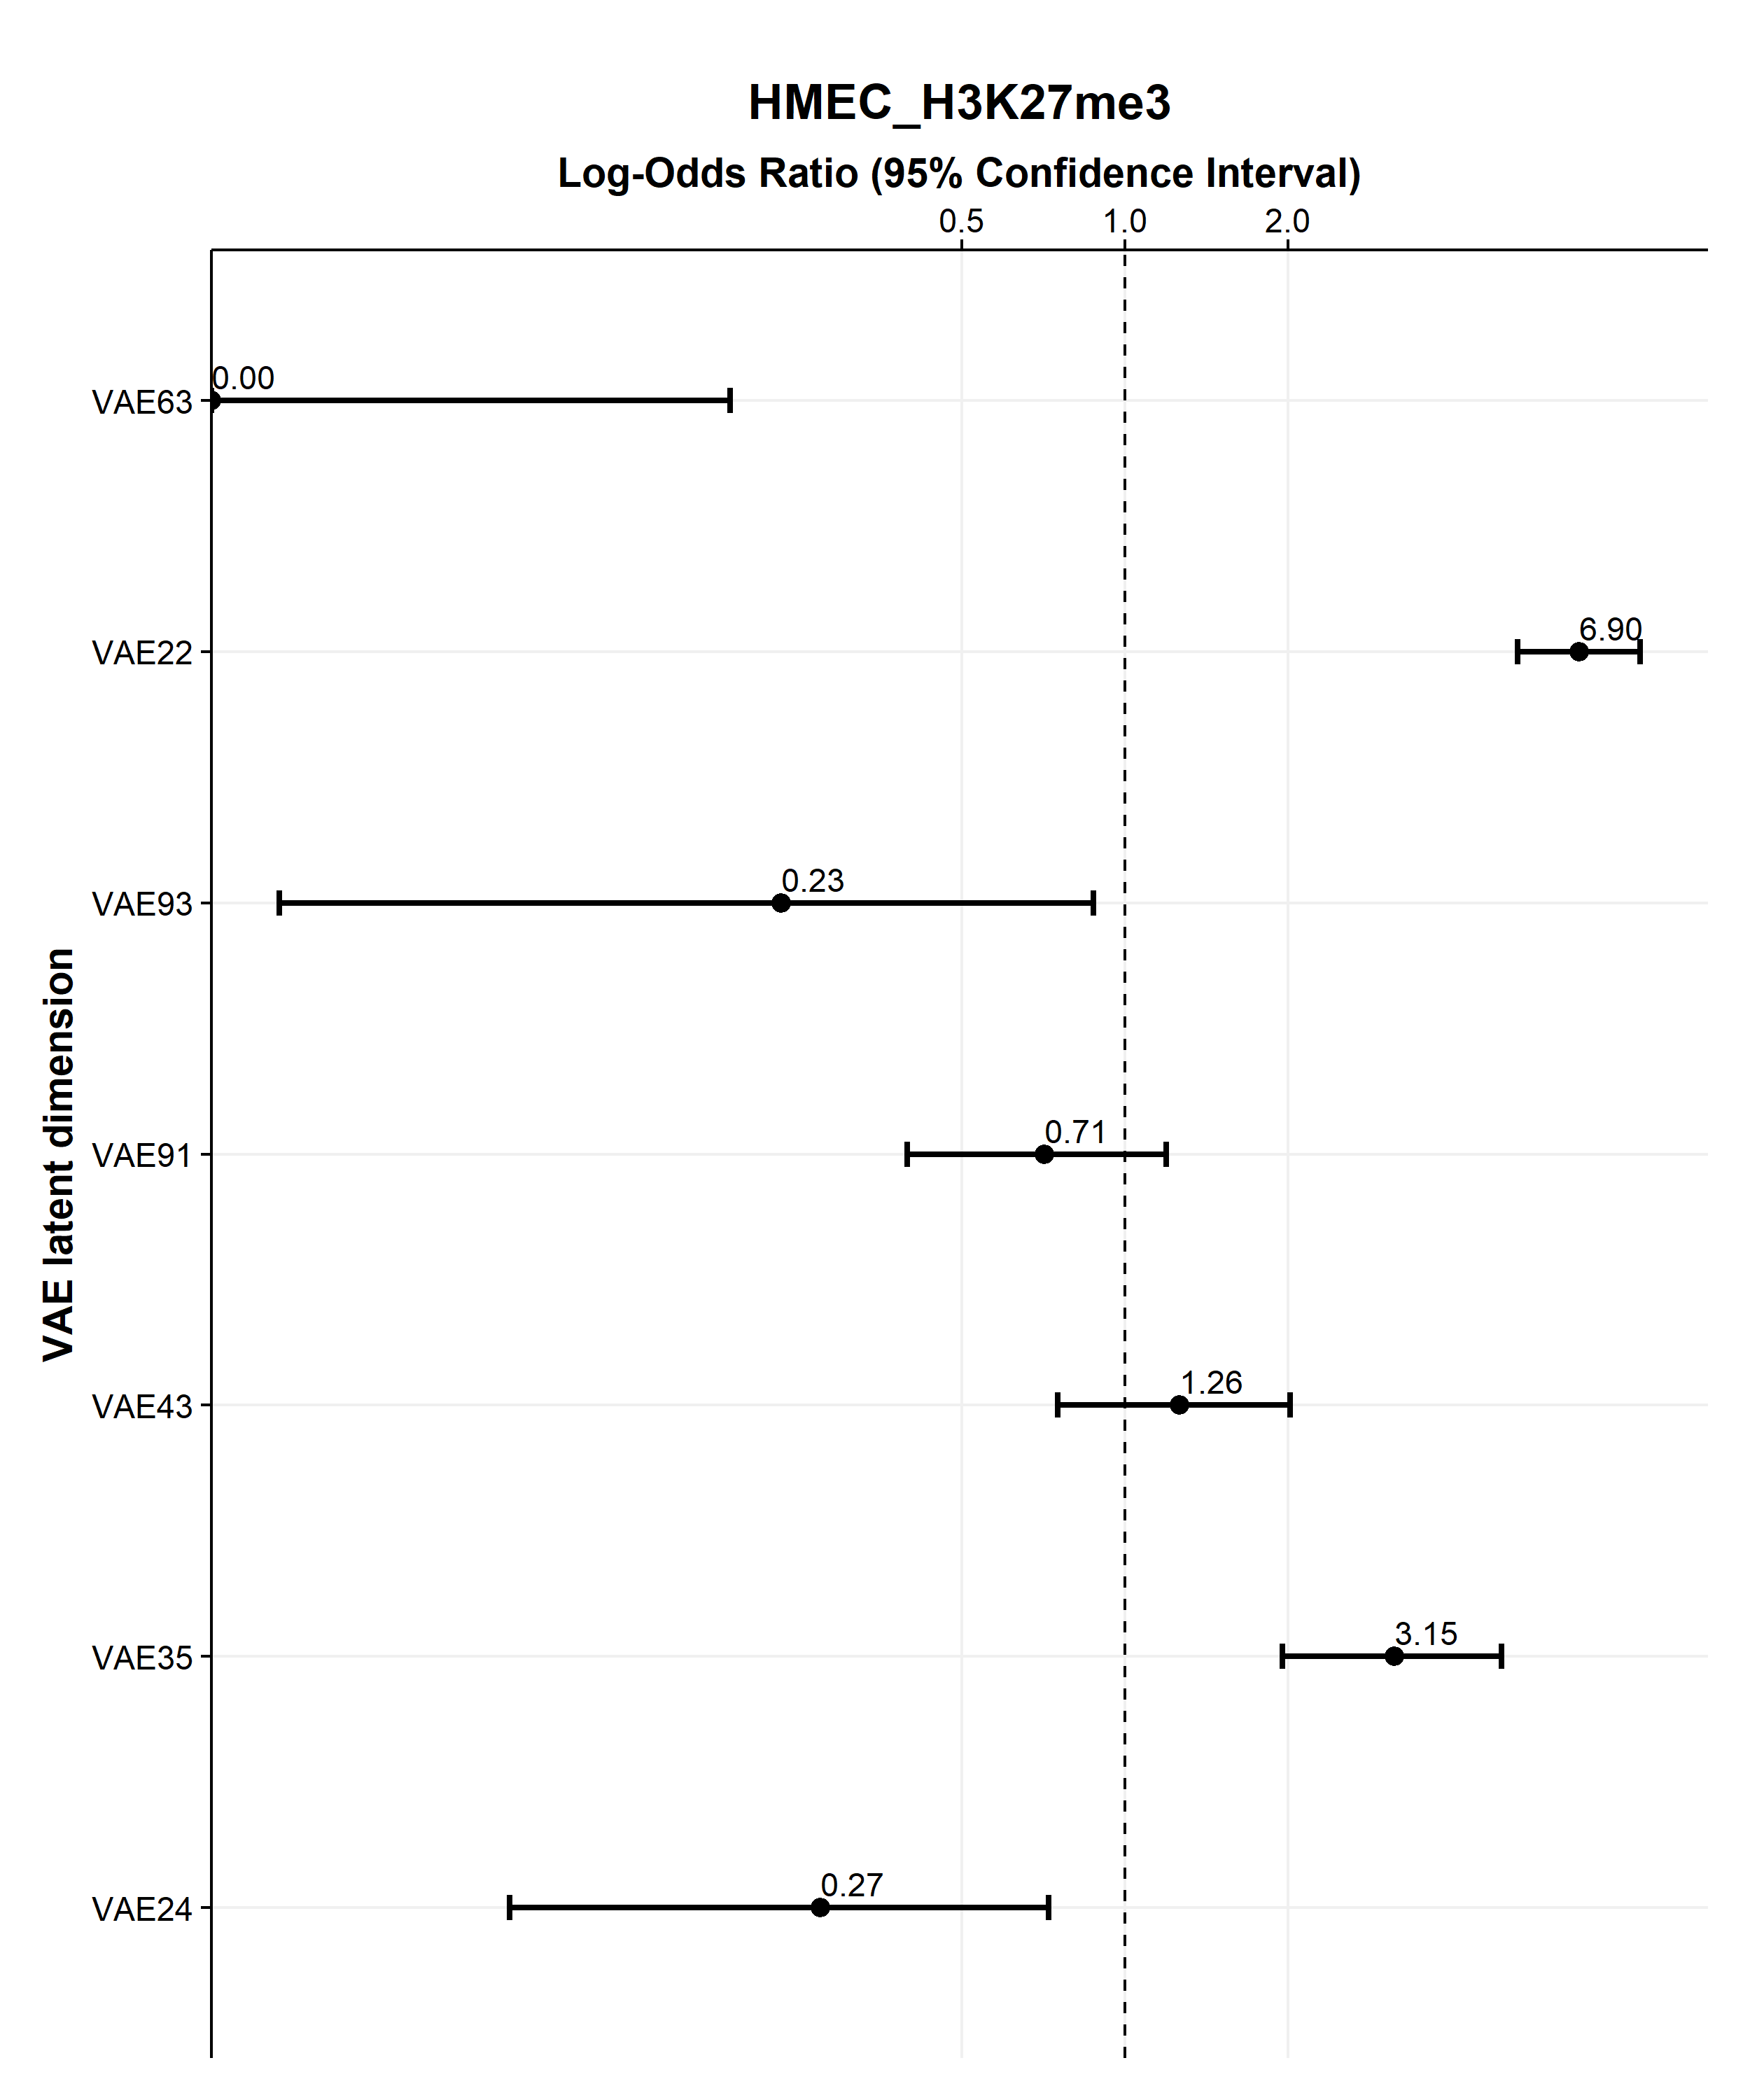 HMEC_H3K27me3
Log-Odds Ratio (95% Confidence Interval)
0.5 1.0 2.0
0.00
VAE63
6.90
VAE22
0.23
VAE93
VAE latent dimension
0.71
VAE91
1.26
VAE43
3.15
VAE35
0.27
VAE24